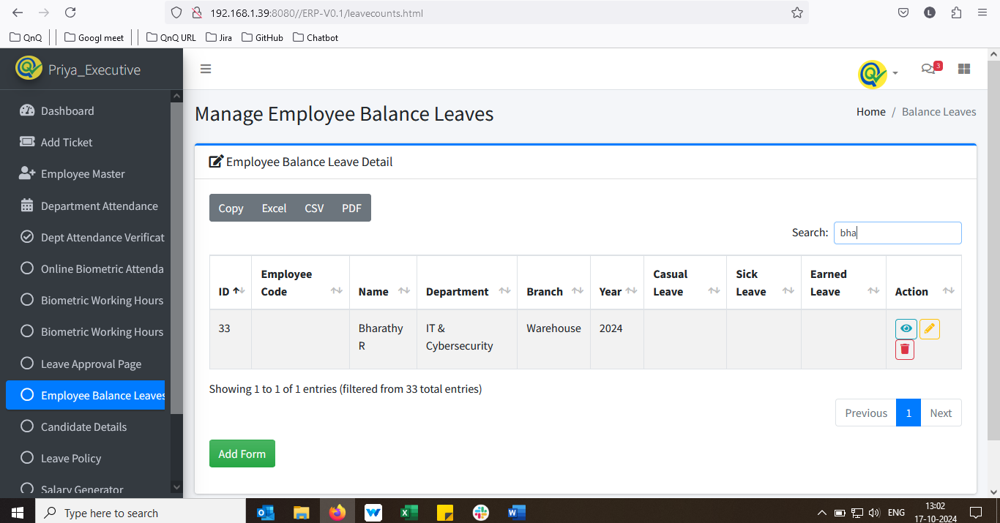 192.168.1.39:8080//ERP-V0.1/leavecounts.html
L
QnQ
Googl meet
QnQ URL
Jira
GitHub
Chatbot
Priya_Executive
3
Dashboard
Add Ticket
Employee Master
Department Attendance
Dept Attendance Verificat
Online Biometric Attenda
Biometric Working Hours
Biometric Working Hours
Leave Approval Page
Employee Balance Leaves
Candidate Details
Leave Policy
Salary Generator
Manage Employee Balance Leaves
Home / Balance Leaves
Employee Balance Leave Detail
Copy Excel CSV PDF
Search: bha
ID
Employee Code
Name
Department
Branch
Year
Casual Leave
Sick Leave
Earned Leave
Action
33
Bharathy R
IT & Cybersecurity
Warehouse
2024
Showing 1 to 1 of 1 entries (filtered from 33 total entries)
Previous 1 Next
Add Form
Type here to search
ENG
13:02
17-10-2024